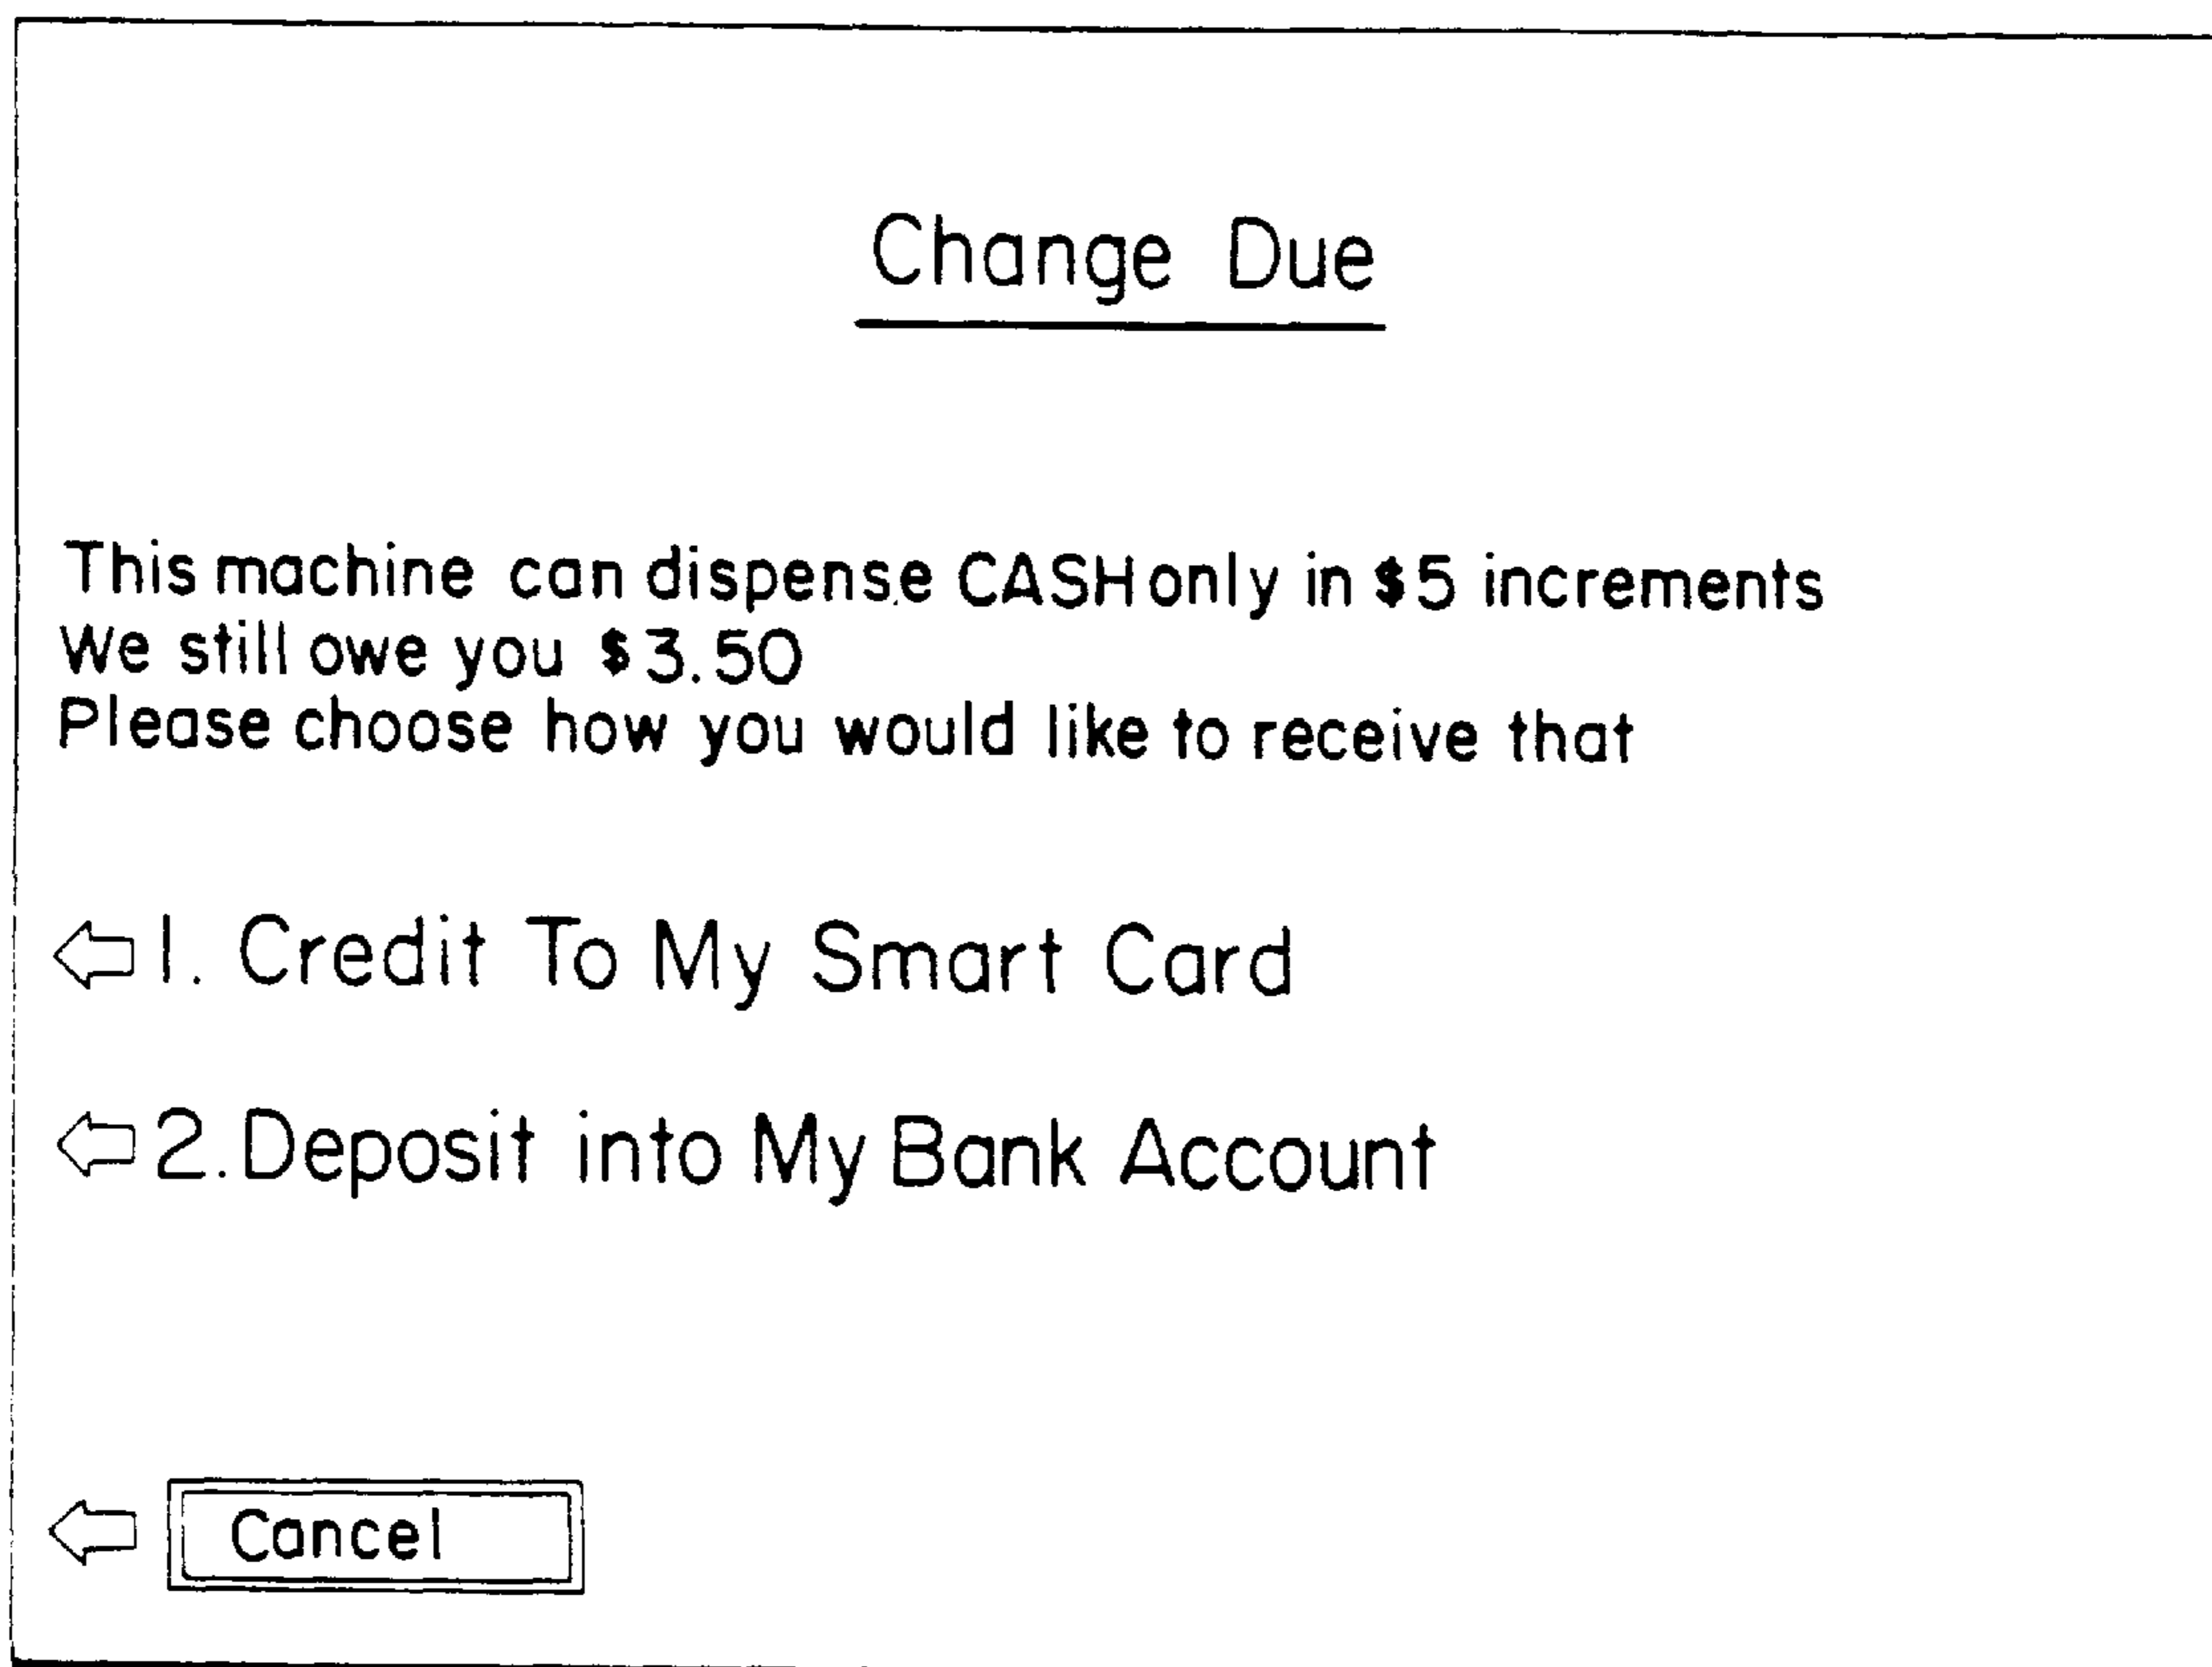 Change Due
This machine can dispense CASH only in $5 increments
We still owe you $3.50
Please choose how you would like to receive that
1. Credit To My Smart Card
2. Deposit into My Bank Account
Cancel